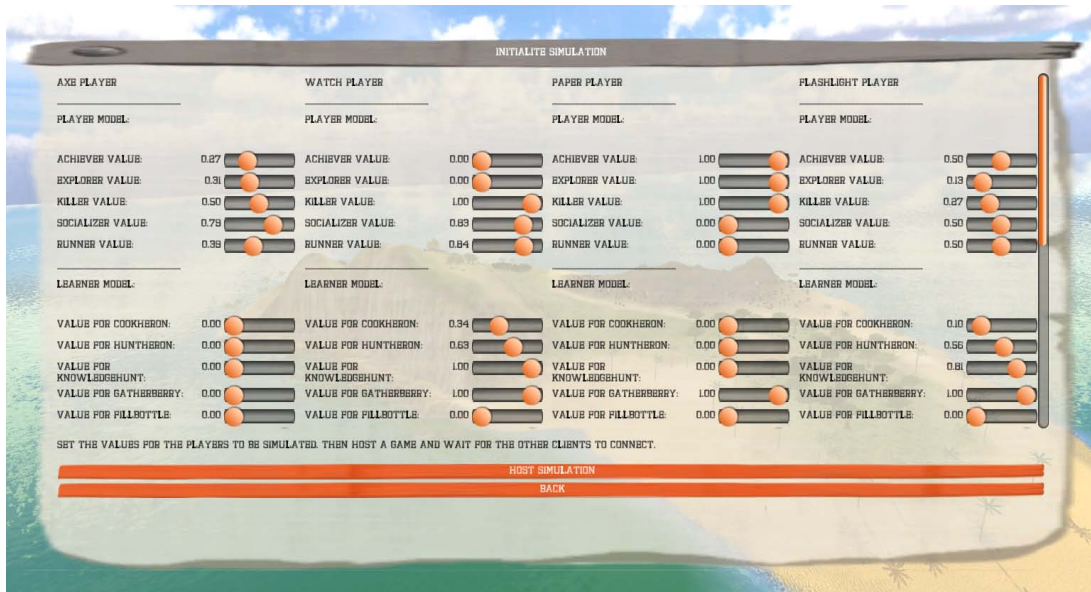 INITIALITE SIMULATION
AXE PLAYER WATCH PLAYER PAPER PLAYER FLASHLIGHT PLAYER
PLAYER MODEL: PLAYER MODEL: PLAYER MODEL: PLAYER MODEL:
ACHIEVER VALUE: 0.27 ACHIEVER VALUE: 0.00 ACHIEVER VALUE: 1.00 ACHIEVER VALUE: 0.50
EXPLORER VALUE: 0.31 EXPLORER VALUE: 0.00 EXPLORER VALUE: 1.00 EXPLORER VALUE: 0.13
KILLER VALUE: 0.50 KILLER VALUE: 1.00 KILLER VALUE: 1.00 KILLER VALUE: 0.27
SOCIALIZER VALUE: 0.79 SOCIALIZER VALUE: 0.83 SOCIALIZER VALUE: 0.00 SOCIALIZER VALUE: 0.50
RUNNER VALUE: 0.39 RUNNER VALUE: 0.84 RUNNER VALUE: 0.00 RUNNER VALUE: 0.50
LEARNER MODEL: LEARNER MODEL: LEARNER MODEL: LEARNER MODEL:
VALUE FOR COOKHERON: 0.00 VALUE FOR COOKHERON: 0.34 VALUE FOR COOKHERON: 0.00 VALUE FOR COOKHERON: 0.10
VALUE FOR HUNTHERON: 0.00 VALUE FOR HUNTHERON: 0.63 VALUE FOR HUNTHERON: 0.00 VALUE FOR HUNTHERON: 0.56
VALUE FOR 0.00 VALUE FOR 1.00 VALUE FOR 0.00 VALUE FOR 0.81
KNOWLEDGEHUNT: KNOWLEDGEHUNT: KNOWLEDGEHUNT: KNOWLEDGEHUNT:
VALUE FOR GATHERBERRY: 0.00 VALUE FOR GATHERBERRY: 1.00 VALUE FOR GATHERBERRY: 1.00 VALUE FOR GATHERBERRY: 1.00
VALUE FOR FILLBOTTLE: 0.00 VALUE FOR FILLBOTTLE: 0.00 VALUE FOR FILLBOTTLE: 0.00 VALUE FOR FILLBOTTLE: 0.00
SET THE VALUES FOR THE PLAYERS TO BE SIMULATED. THEN HOST A GAME AND WAIT FOR THE OTHER CLIENTS TO CONNECT.
HOST SIMULATION
BACK